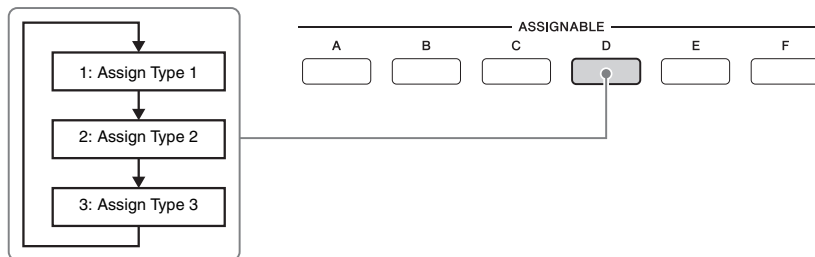 ASSIGNABLE
A B C D E F
1: Assign Type 1
2: Assign Type 2
3: Assign Type 3